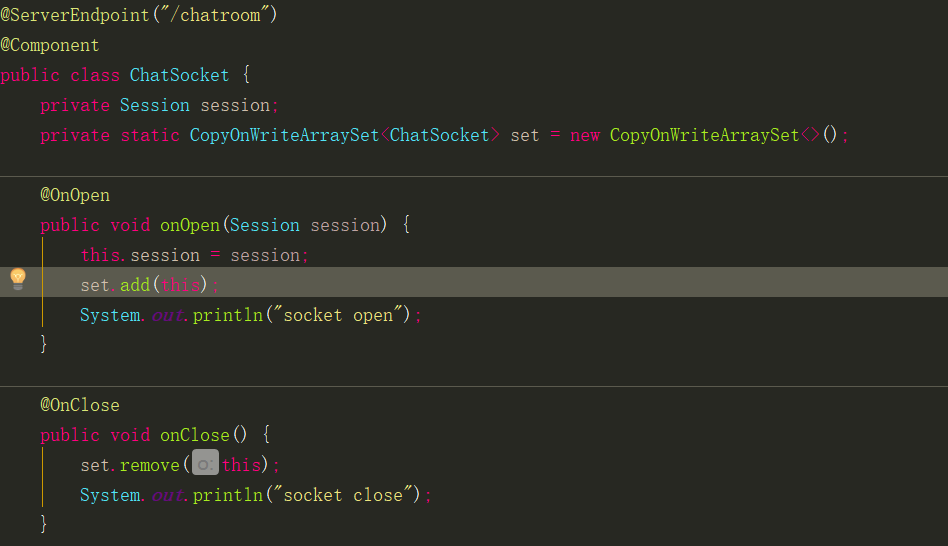 @ServerEndpoint("/chatroom")
@Component
public class ChatSocket {
    private Session session;
    private static CopyOnWriteArraySet<ChatSocket> set = new CopyOnWriteArraySet<>();
    @OnOpen
    public void onOpen(Session session) {
        this.session = session;
        set.add(this);
        System.out.println("socket open");
    }
    @OnClose
    public void onClose() {
        set.remove(o: this);
        System.out.println("socket close");
    }